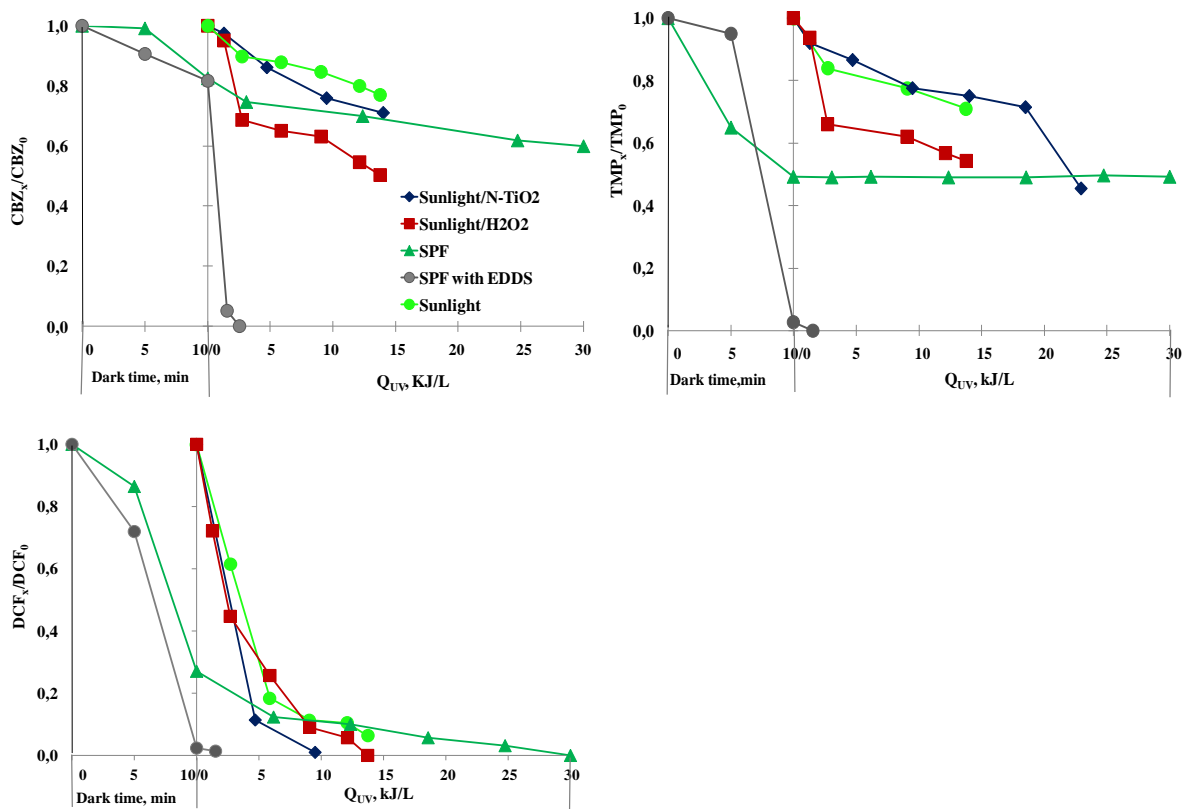 1,0
0,8
0,6
0,4
0,2
0,0
CBZₓ/CBZ₀
0 5 10/0 5 10 15 20 25 30
Dark time, min
Q_UV, KJ/L
Sunlight/N-TiO2
Sunlight/H2O2
SPF
SPF with EDDS
Sunlight
1,0
0,8
0,6
0,4
0,2
0,0
TMPₓ/TMP₀
0 5 10/0 5 10 15 20 25 30
Dark time,min
Q_UV, kJ/L
1,0
0,8
0,6
0,4
0,2
0,0
DCFₓ/DCF₀
0 5 10/0 5 10 15 20 25 30
Dark time, min
Q_UV, kJ/L